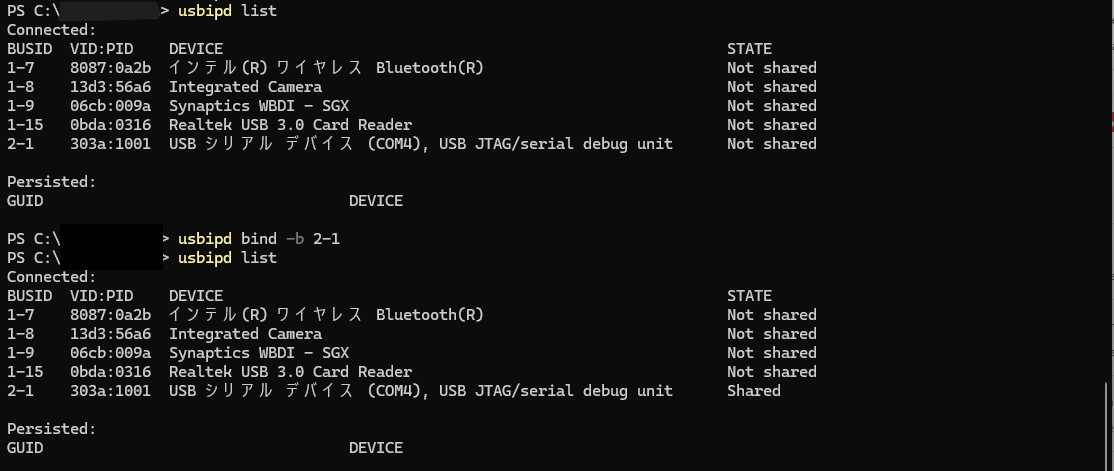 PS C:\ > usbipd list
Connected:
BUSID VID:PID DEVICE STATE
1-7 8087:0a2b インテル(R) ワイヤレス Bluetooth(R) Not shared
1-8 13d3:56a6 Integrated Camera Not shared
1-9 06cb:009a Synaptics WBDI - SGX Not shared
1-15 0bda:0316 Realtek USB 3.0 Card Reader Not shared
2-1 303a:1001 USB シリアル デバイス (COM4), USB JTAG/serial debug unit Not shared
Persisted:
GUID DEVICE
PS C:\ > usbipd bind -b 2-1
PS C:\ > usbipd list
Connected:
BUSID VID:PID DEVICE STATE
1-7 8087:0a2b インテル(R) ワイヤレス Bluetooth(R) Not shared
1-8 13d3:56a6 Integrated Camera Not shared
1-9 06cb:009a Synaptics WBDI - SGX Not shared
1-15 0bda:0316 Realtek USB 3.0 Card Reader Not shared
2-1 303a:1001 USB シリアル デバイス (COM4), USB JTAG/serial debug unit Shared
Persisted:
GUID DEVICE